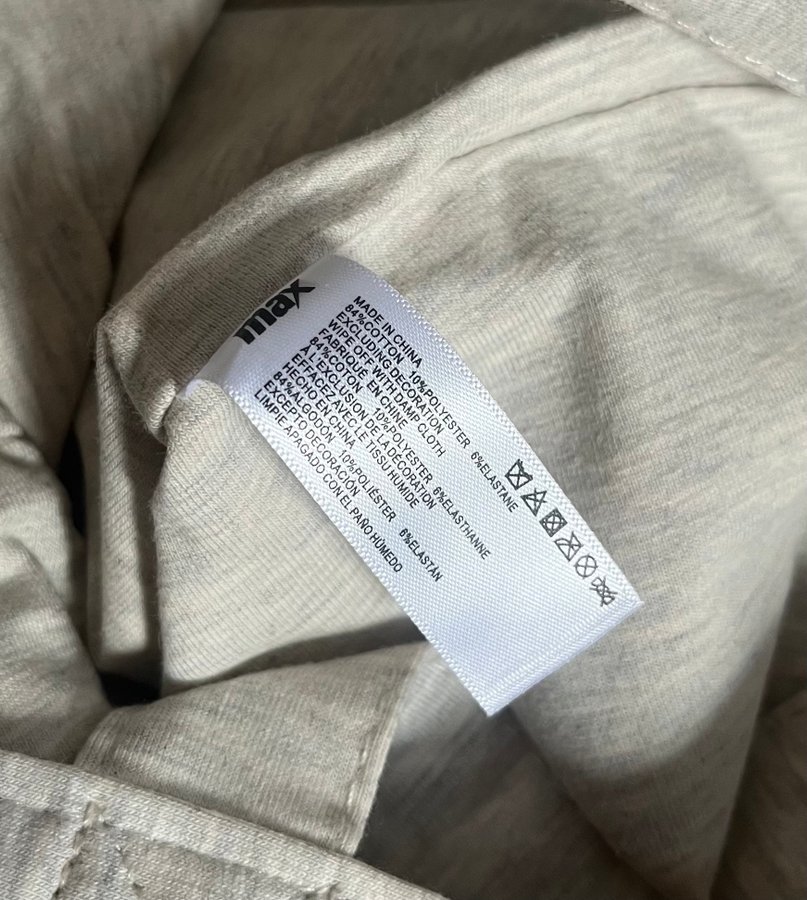 max
MADE IN CHINA
84%COTTON 10%POLYESTER 6%ELASTANE
EXCLUDING DECORATION
WIPE OFF WITH DAMP CLOTH
FABRIQUÉ EN CHINE
84%COTON 10%POLYESTER 6%ELASTHANNE
À L'EXCLUSION DE LA DÉCORATION
EFFACEZ AVEC LE TISSU HUMIDE
HECHO EN CHINA
84%ALGODÓN 10%POLIÉSTER 6%ELASTÁN
EXCEPTO DECORACIÓN
LIMPIE APAGADO CON EL PAÑO HÚMEDO